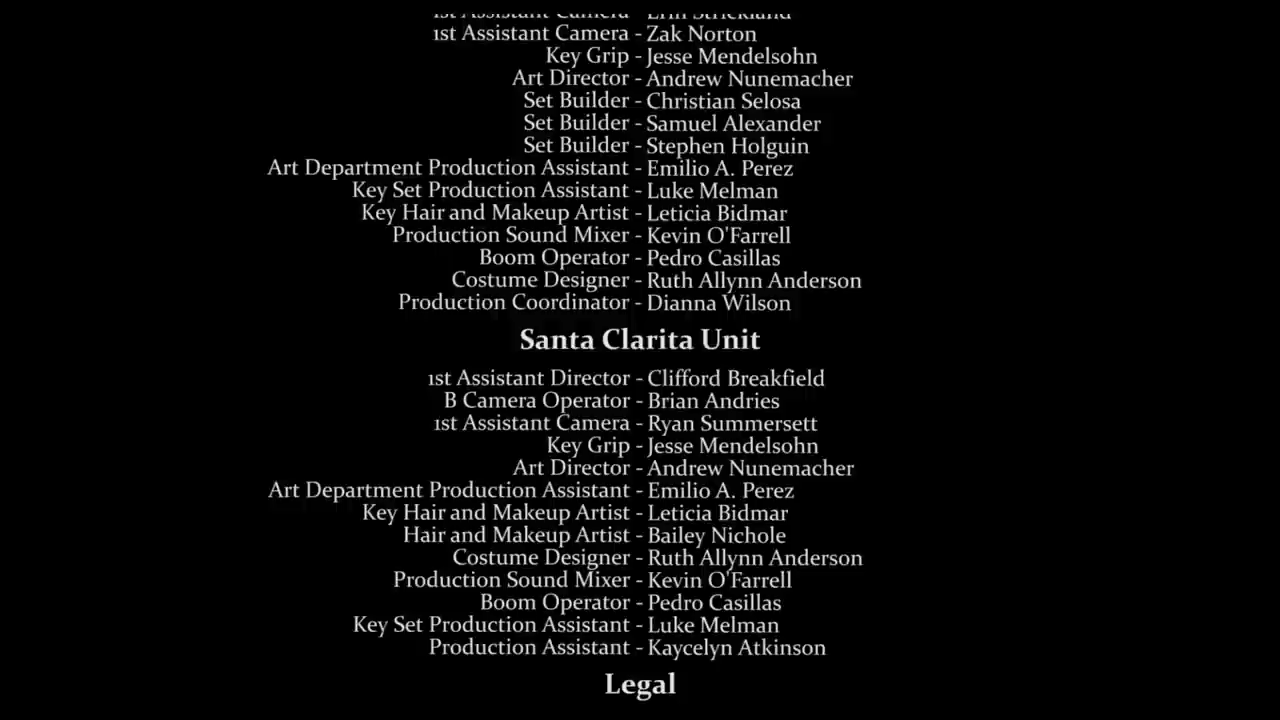 1st Assistant Camera - Erin Strickland
1st Assistant Camera - Zak Norton
Key Grip - Jesse Mendelsohn
Art Director - Andrew Nunemacher
Set Builder - Christian Selosa
Set Builder - Samuel Alexander
Set Builder - Stephen Holguin
Art Department Production Assistant - Emilio A. Perez
Key Set Production Assistant - Luke Melman
Key Hair and Makeup Artist - Leticia Bidmar
Production Sound Mixer - Kevin O'Farrell
Boom Operator - Pedro Casillas
Costume Designer - Ruth Allynn Anderson
Production Coordinator - Dianna Wilson
Santa Clarita Unit
1st Assistant Director - Clifford Breakfield
B Camera Operator - Brian Andries
1st Assistant Camera - Ryan Summersett
Key Grip - Jesse Mendelsohn
Art Director - Andrew Nunemacher
Art Department Production Assistant - Emilio A. Perez
Key Hair and Makeup Artist - Leticia Bidmar
Hair and Makeup Artist - Bailey Nichole
Costume Designer - Ruth Allynn Anderson
Production Sound Mixer - Kevin O'Farrell
Boom Operator - Pedro Casillas
Key Set Production Assistant - Luke Melman
Production Assistant - Kaycelyn Atkinson
Legal